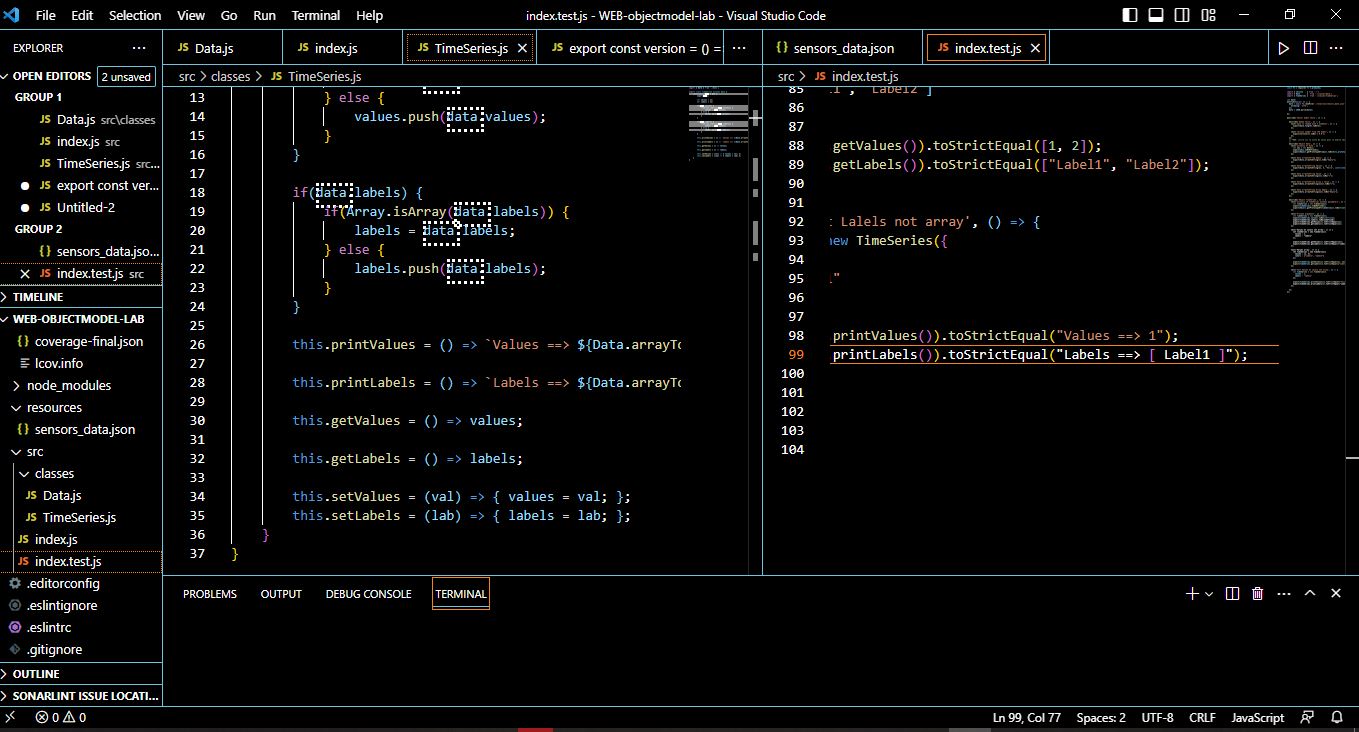 File Edit Selection View Go Run Terminal Help
index.test.js - WEB-objectmodel-lab - Visual Studio Code
EXPLORER
OPEN EDITORS 2 unsaved
GROUP 1
JS Data.js src\classes
JS index.js src
JS TimeSeries.js src...
JS export const ver...
JS Untitled-2
GROUP 2
{} sensors_data.jso...
JS index.test.js src
TIMELINE
WEB-OBJECTMODEL-LAB
{} coverage-final.json
lcov.info
node_modules
resources
{} sensors_data.json
src
classes
JS Data.js
JS TimeSeries.js
JS index.js
JS index.test.js
.editorconfig
.eslintignore
.eslintrc
.gitignore
OUTLINE
SONARLINT ISSUE LOCATI...
JS Data.js
JS index.js
JS TimeSeries.js
JS export const version = () =
src > classes > JS TimeSeries.js
13 } else {
14 values.push(data.values);
15 }
16 }
17
18 if(data.labels) {
19 if(Array.isArray(data.labels)) {
20 labels = data.labels;
21 } else {
22 labels.push(data.labels);
23 }
24 }
25
26 this.printValues = () => `Values ==> ${Data.arrayTo
27
28 this.printLabels = () => `Labels ==> ${Data.arrayTo
29
30 this.getValues = () => values;
31
32 this.getLabels = () => labels;
33
34 this.setValues = (val) => { values = val; };
35 this.setLabels = (lab) => { labels = lab; };
36 }
37 }
{} sensors_data.json
JS index.test.js
src > JS index.test.js
85 l", "Label2"]
86
87
88 getValues()).toStrictEqual([1, 2]);
89 getLabels()).toStrictEqual(["Label1", "Label2"]);
90
91
92 t Lalels not array', () => {
93 new TimeSeries({
94
95 "
96
97
98 printValues()).toStrictEqual("Values ==> 1");
99 printLabels()).toStrictEqual("Labels ==> [ Label1 ]");
100
101
102
103
104
PROBLEMS OUTPUT DEBUG CONSOLE TERMINAL
0 0
Ln 99, Col 77 Spaces: 2 UTF-8 CRLF JavaScript